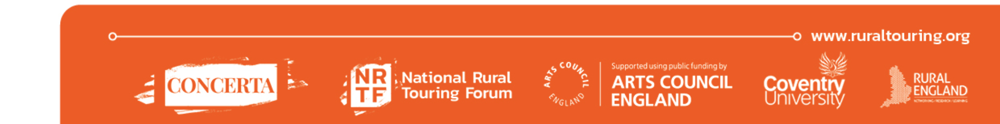 www.ruraltouring.org
CONCERTA
NR
TF
National Rural
Touring Forum
ARTS COUNCIL
ENGLAND
Supported using public funding by
ARTS COUNCIL
ENGLAND
Coventry
University
RURAL
ENGLAND
NETWORKING / RESEARCH / LEARNING